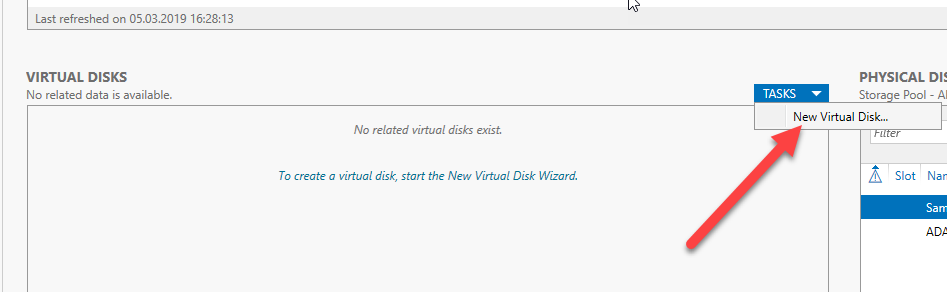 Last refreshed on 05.03.2019 16:28:13
VIRTUAL DISKS
No related data is available.
TASKS
New Virtual Disk...
No related virtual disks exist.
To create a virtual disk, start the New Virtual Disk Wizard.
PHYSICAL DIS
Storage Pool - Al
Filter
Slot Nan
Sam
ADA